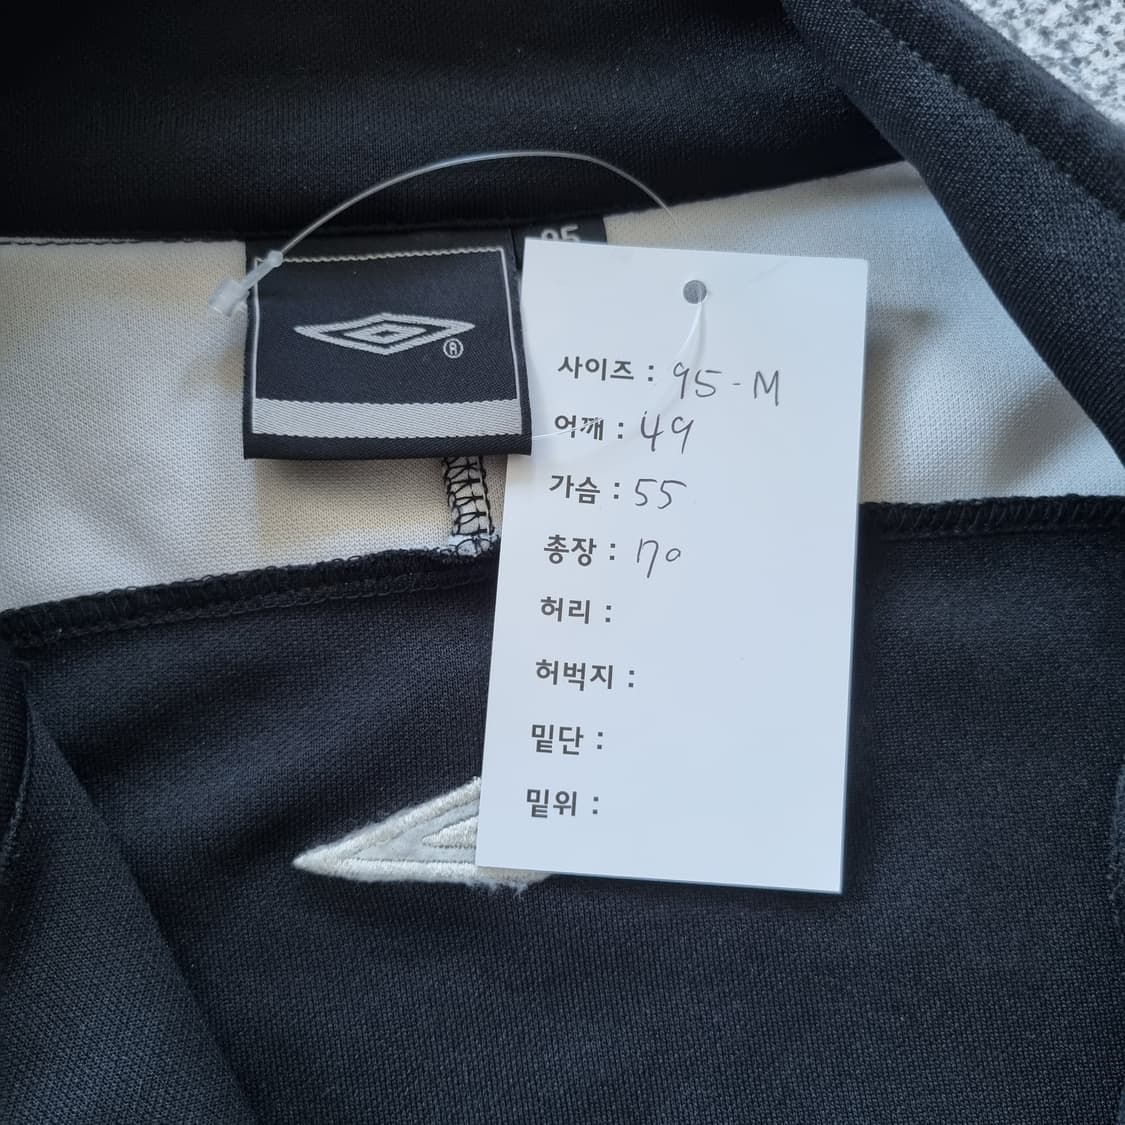 95
®
사이즈 : 95-M
어깨 : 49
가슴 : 55
총장 : 70
허리 :
허벅지 :
밑단 :
밑위 :